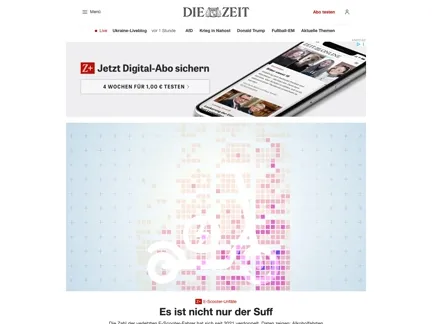 Menü
DIE ZEIT
Abo testen
Live Ukraine-Liveblog vor 1 Stunde AfD Krieg in Nahost Donald Trump Fußball-EM Aktuelle Themen
Z+ Jetzt Digital-Abo sichern
4 WOCHEN FÜR 1,00 € TESTEN
ZEIT ONLINE
Z+ E-Scooter-Unfälle
Es ist nicht nur der Suff
Die Zahl der verletzten E-Scooter-Fahrer hat sich seit 2021 verdoppelt. Daten zeigen: Alkoholfahrten